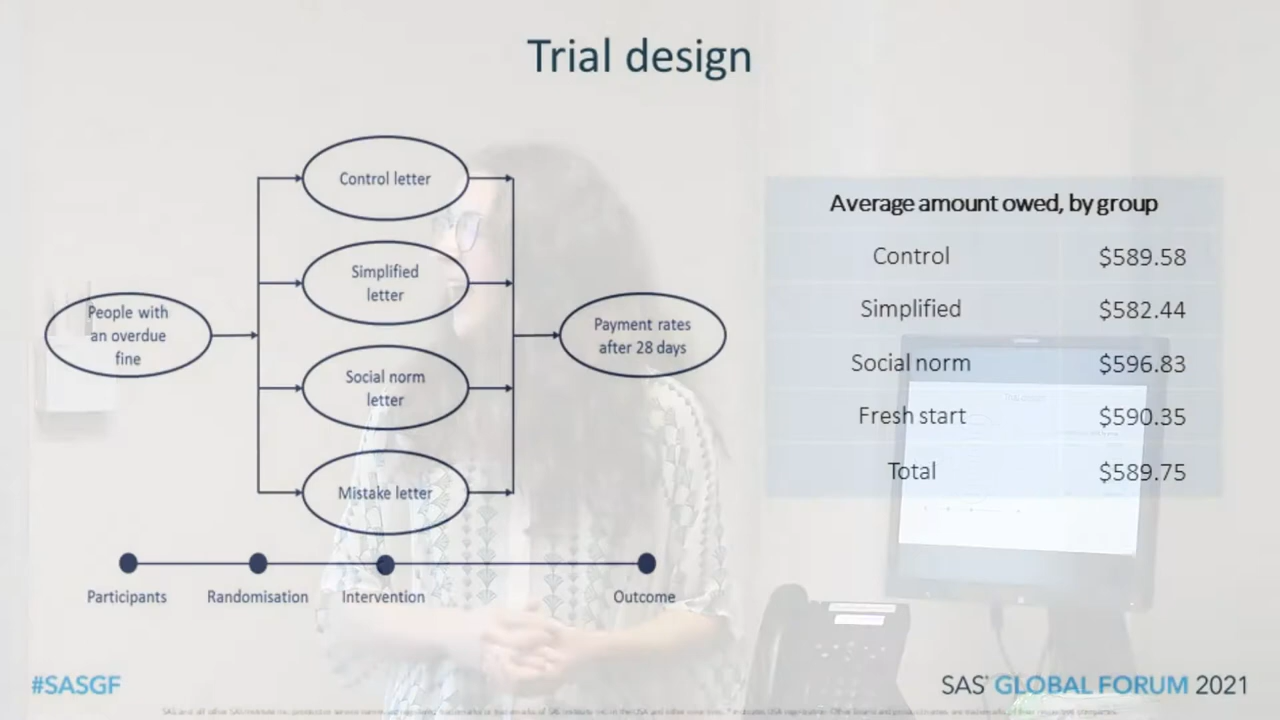 Trial design
Control letter
Simplified
letter
People with
an overdue
fine
Social norm
letter
Mistake letter
Payment rates
after 28 days
Participants
Randomisation
Intervention
Outcome
Average amount owed, by group
Control $589.58
Simplified $582.44
Social norm $596.83
Fresh start $590.35
Total $589.75
#SASGF
SAS GLOBAL FORUM 2021